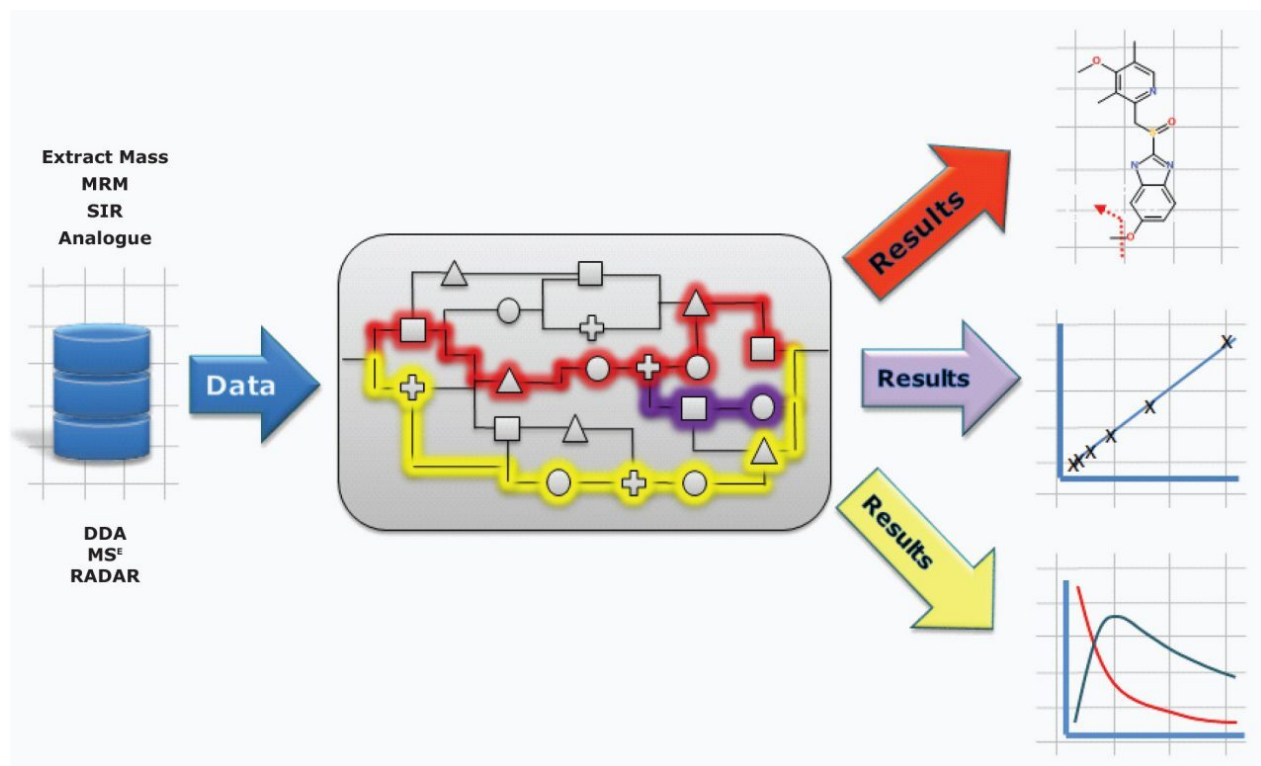 Extract Mass
MRM
SIR
Analogue
Data
DDA
MSᴱ
RADAR
Results
Results
Results
O
N
S
O
N
N
O
X
X
X
X
X
X